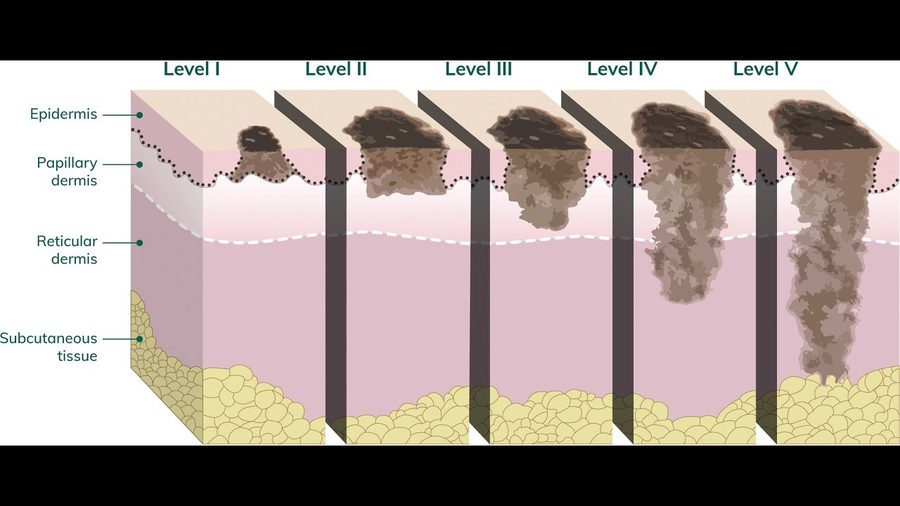 Level I
Level II
Level III
Level IV
Level V
Epidermis
Papillary
dermis
Reticular
dermis
Subcutaneous
tissue